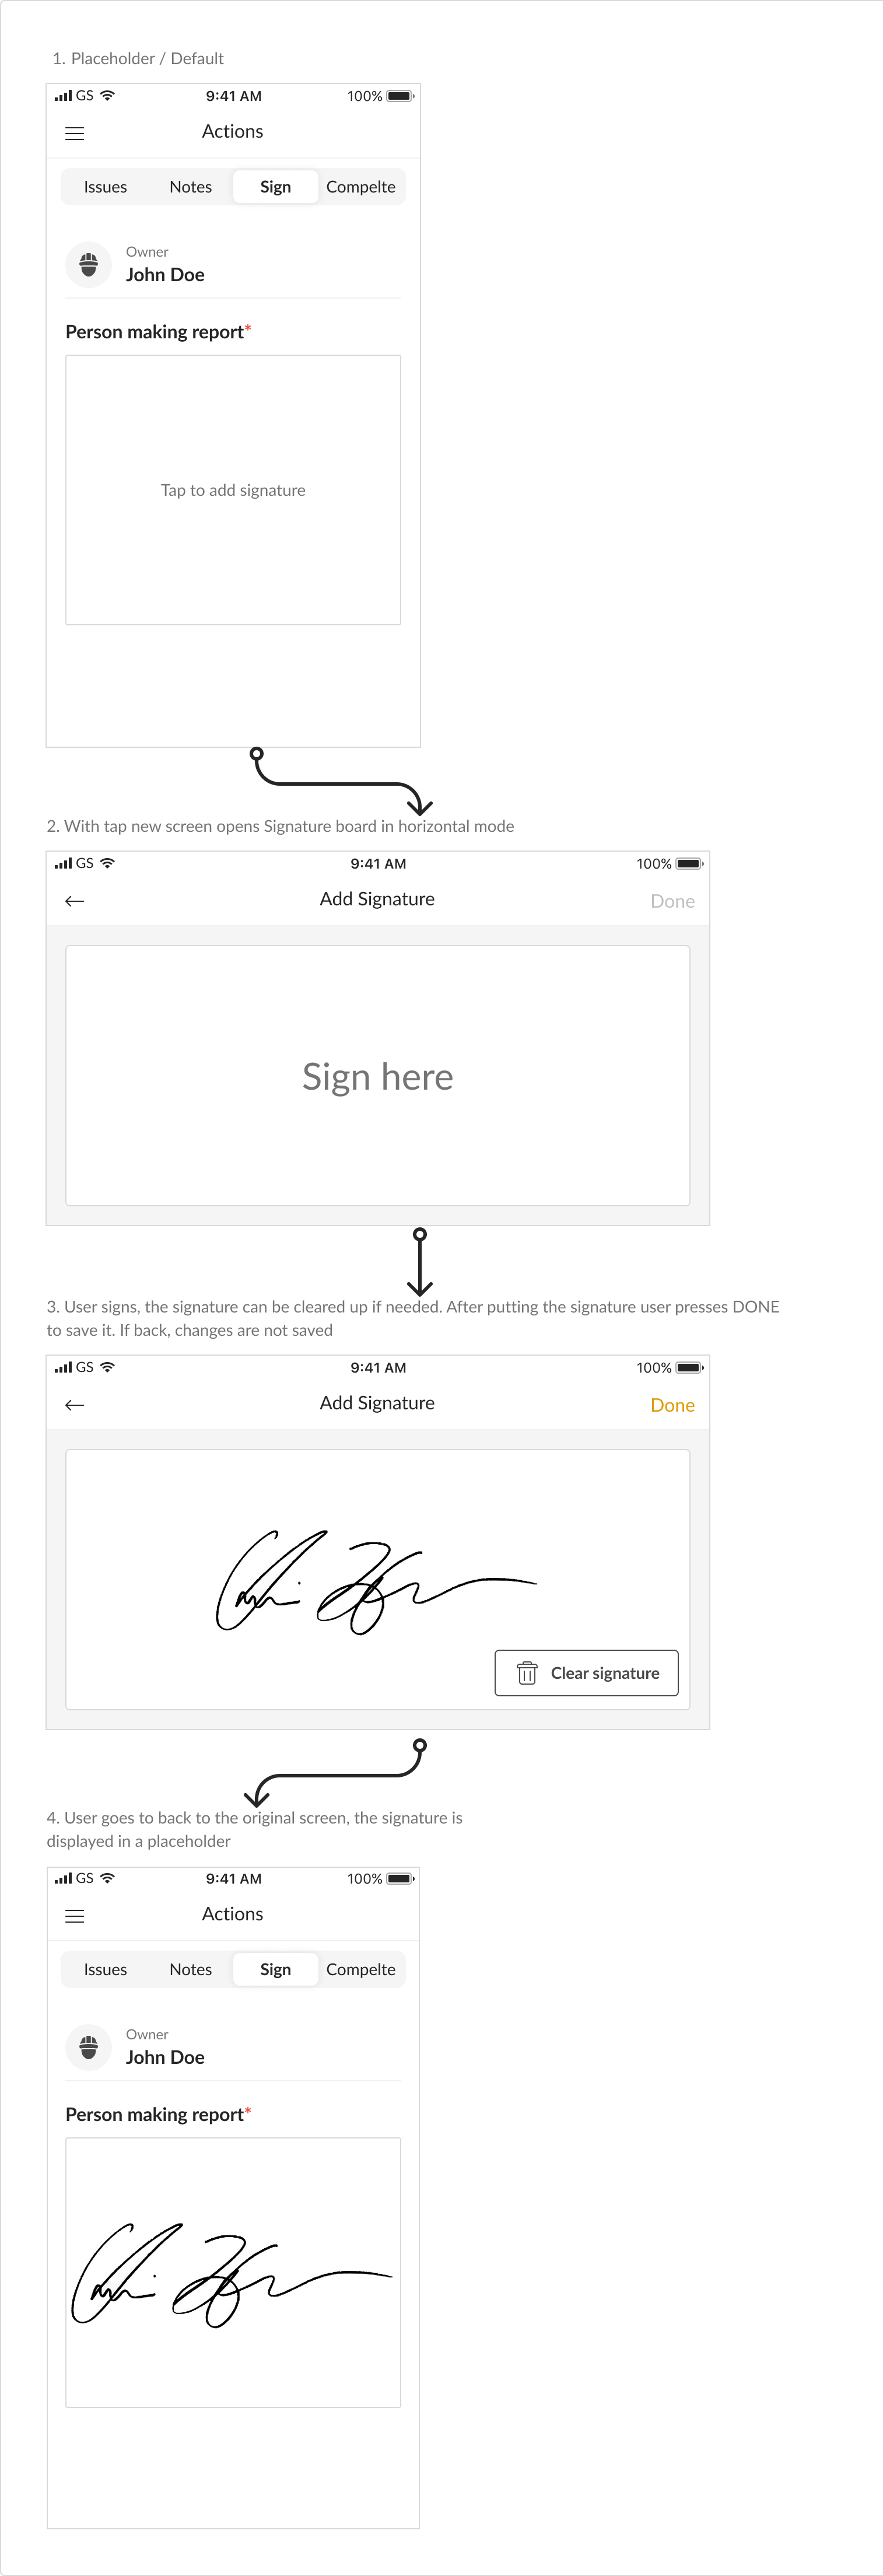 1. Placeholder / Default
GS 9:41 AM 100%
Actions
Issues Notes Sign Compelte
Owner
John Doe
Person making report*
Tap to add signature
2. With tap new screen opens Signature board in horizontal mode
GS 9:41 AM 100%
Add Signature Done
Sign here
3. User signs, the signature can be cleared up if needed. After putting the signature user presses DONE
to save it. If back, changes are not saved
GS 9:41 AM 100%
Add Signature Done
Clear signature
4. User goes to back to the original screen, the signature is
displayed in a placeholder
GS 9:41 AM 100%
Actions
Issues Notes Sign Compelte
Owner
John Doe
Person making report*